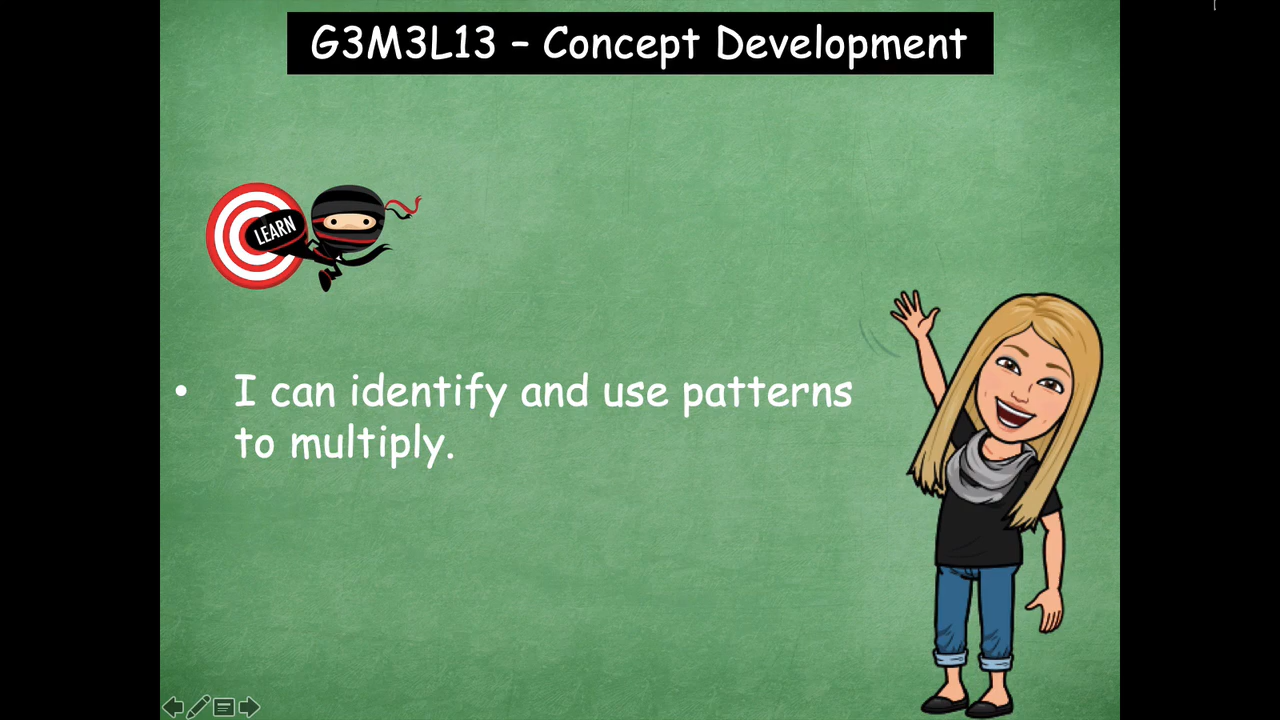 G3M3L13 – Concept Development
LEARN
• I can identify and use patterns
to multiply.